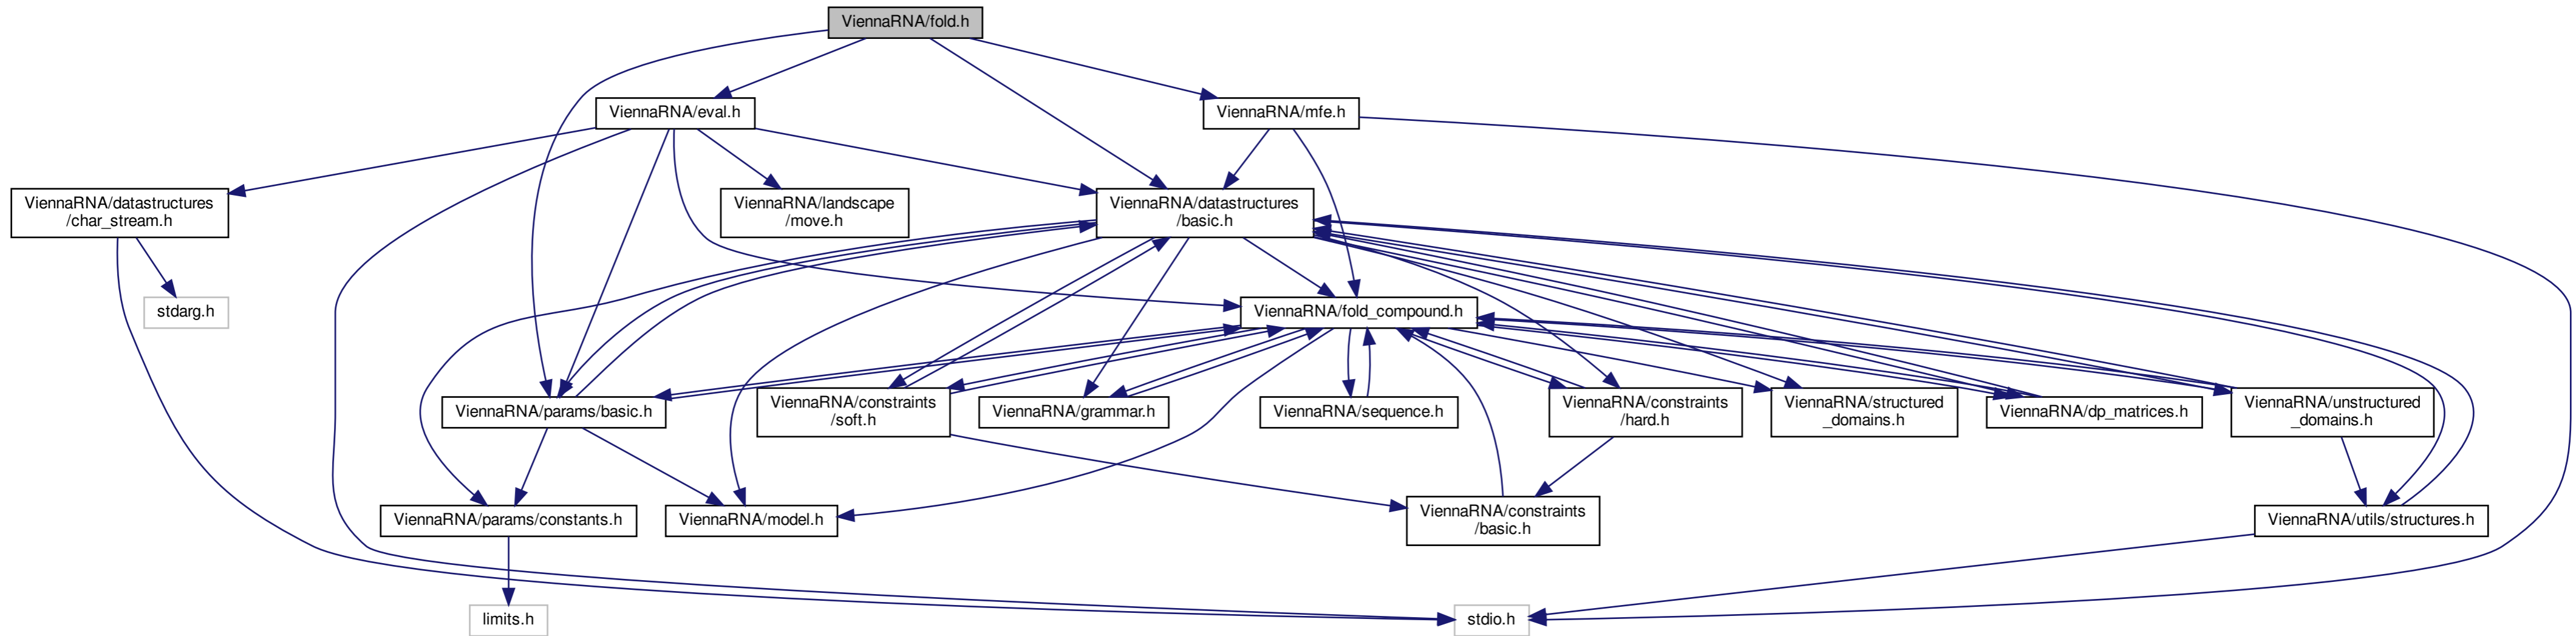 ViennaRNA/fold.h
ViennaRNA/eval.h
ViennaRNA/mfe.h
ViennaRNA/datastructures
/char_stream.h
ViennaRNA/landscape
/move.h
ViennaRNA/datastructures
/basic.h
stdarg.h
ViennaRNA/fold_compound.h
ViennaRNA/params/basic.h
ViennaRNA/constraints
/soft.h
ViennaRNA/grammar.h
ViennaRNA/sequence.h
ViennaRNA/constraints
/hard.h
ViennaRNA/structured
_domains.h
ViennaRNA/dp_matrices.h
ViennaRNA/unstructured
_domains.h
ViennaRNA/params/constants.h
ViennaRNA/model.h
ViennaRNA/constraints
/basic.h
ViennaRNA/utils/structures.h
limits.h
stdio.h